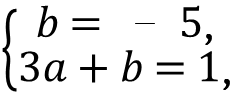 b = – 5,
3a + b = 1,